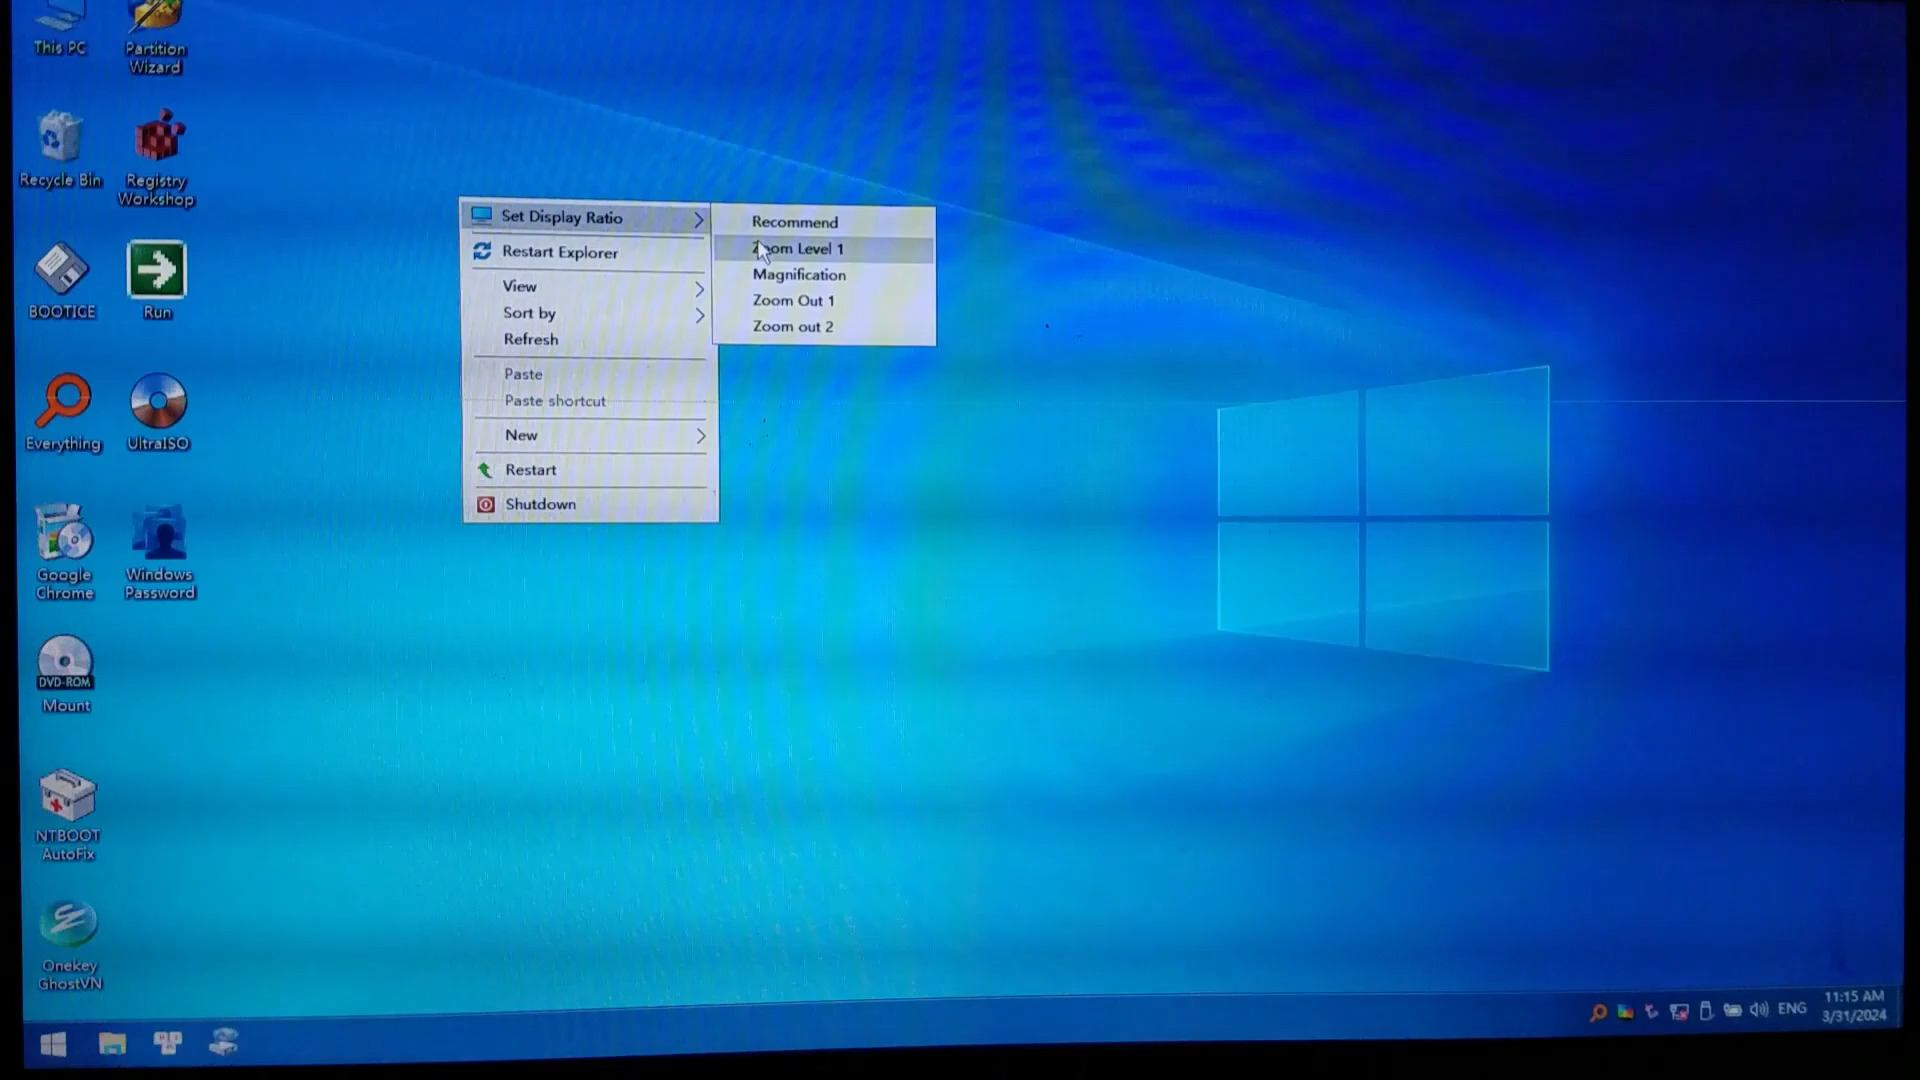 This PC
Partition
Wizard
Recycle Bin
Registry
Workshop
BOOTICE
Run
Everything
UltraISO
Google
Chrome
Windows
Password
DVD-ROM
Mount
NTBOOT
AutoFix
Onekey
GhostVN
Set Display Ratio
Restart Explorer
View
Sort by
Refresh
Paste
Paste shortcut
New
Restart
Shutdown
Recommend
Zoom Level 1
Magnification
Zoom Out 1
Zoom out 2
ENG
11:15 AM
3/31/2024